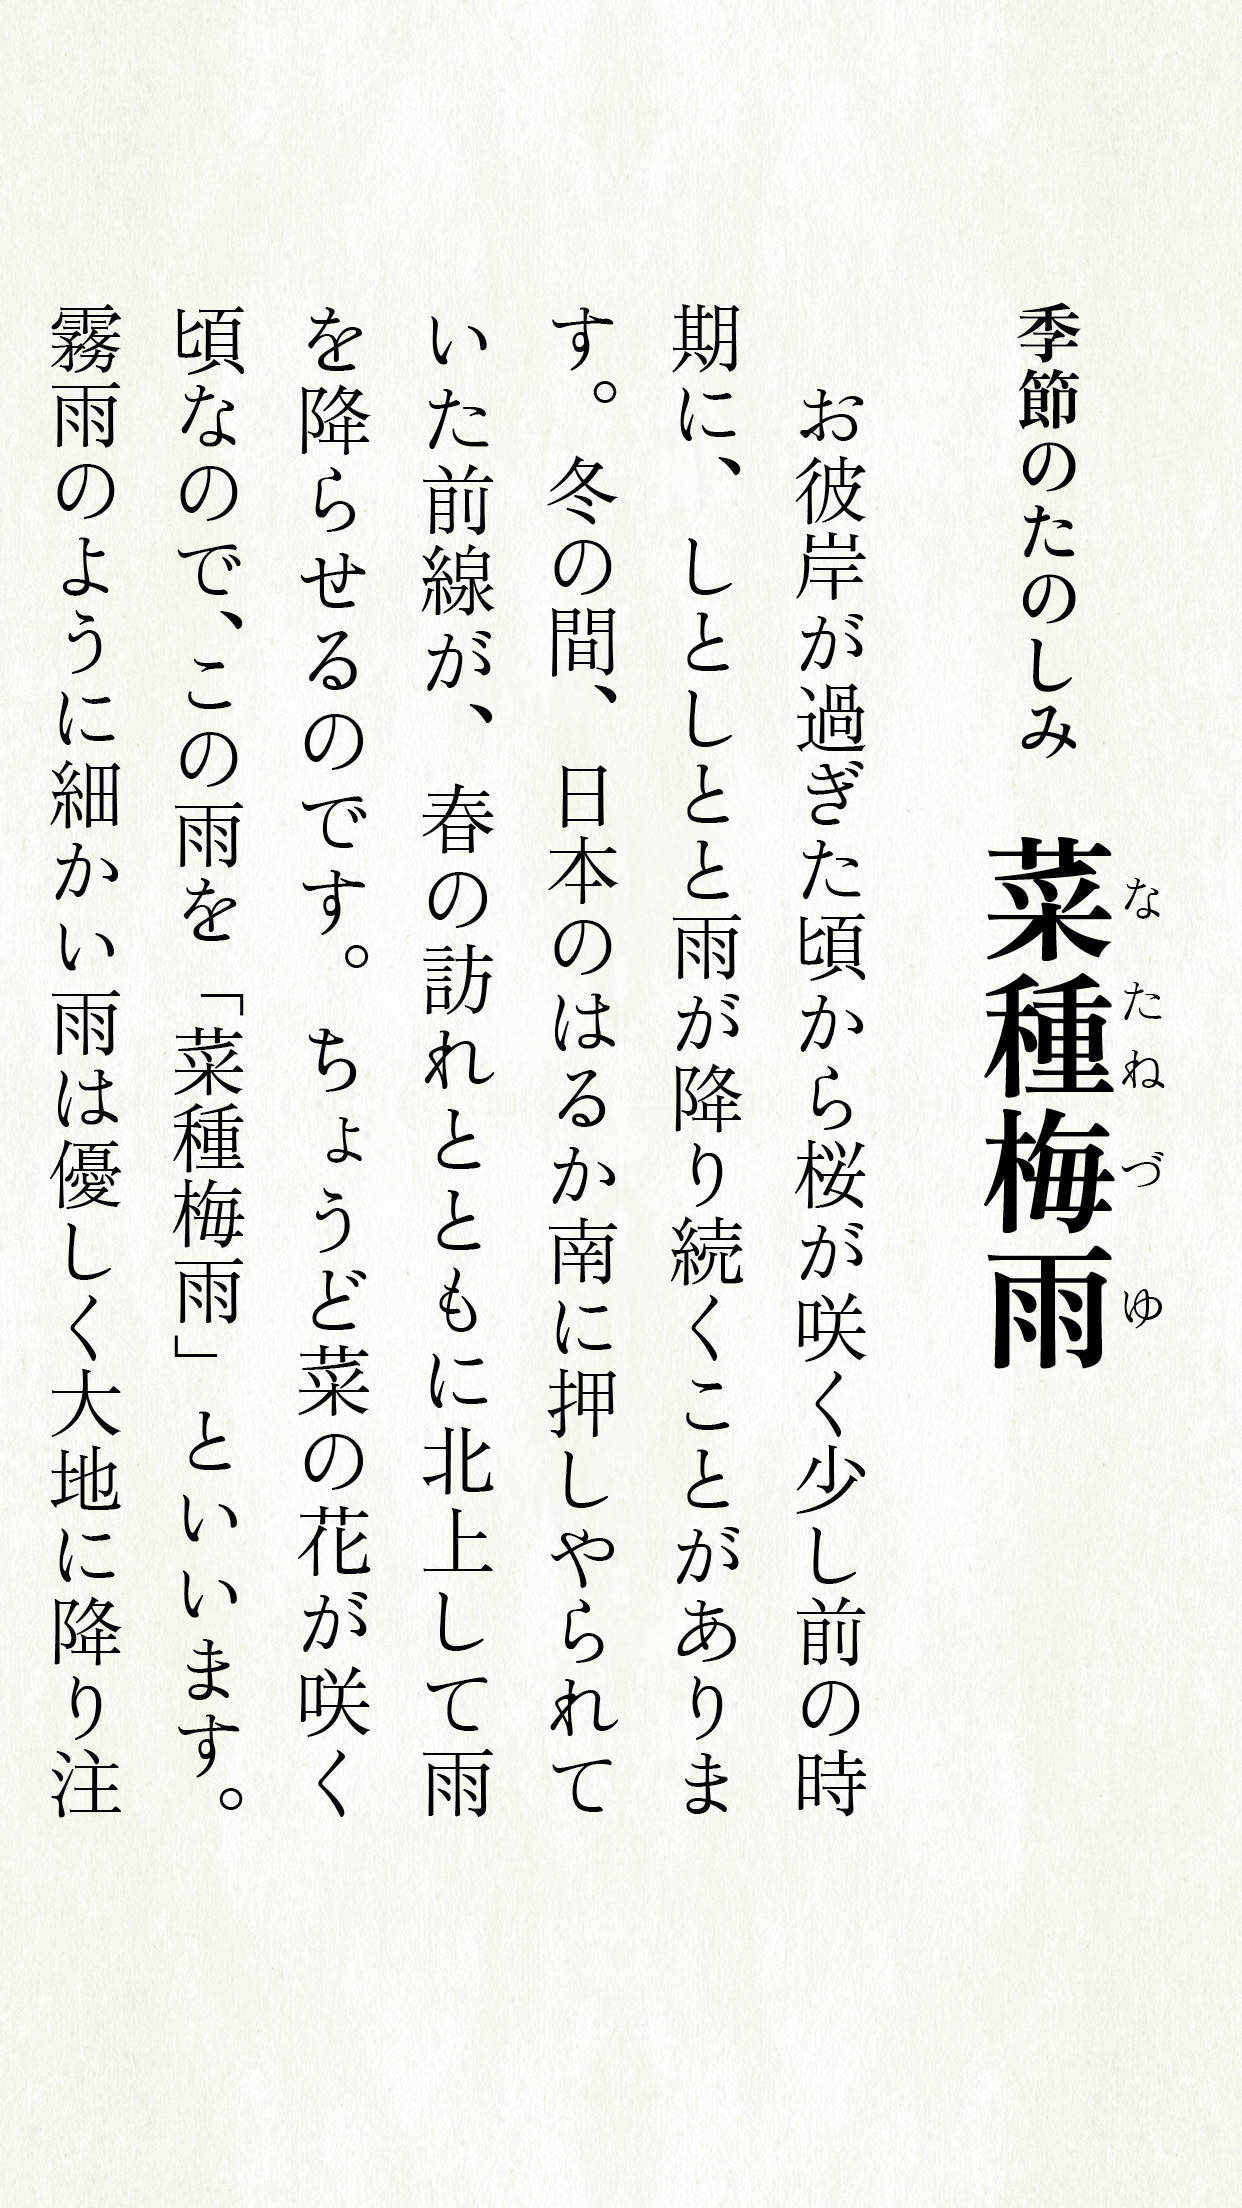 季節のたのしみ 菜種梅雨
なたねづゆ
お彼岸が過ぎた頃から桜が咲く少し前の時
期に、しとしとと雨が降り続くことがありま
す。冬の間、日本のはるか南に押しやられて
いた前線が、春の訪れとともに北上して雨
を降らせるのです。ちょうど菜の花が咲く
頃なので、この雨を「菜種梅雨」といいます。
霧雨のように細かい雨は優しく大地に降り注